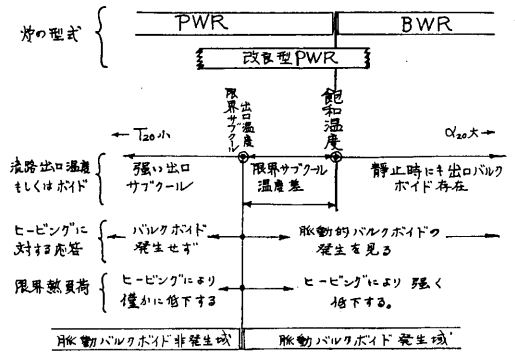 炉の型式
PWR
BWR
改良型PWR
限界サブクール
出口温度
飽和温度
← T20 小
α20 大 →
流路出口温度
もしくはボイド
強い出口
サブクール
限界サブクール
温度差
静止時にも出口バルク
ボイド存在
ヒービングに
対する応答
バルクボイド
発生せず
脈動的バルクボイドの
発生を見る
限界熱負荷
ヒービングにより
僅かに低下する
ヒービングにより 強く
低下する。
脈動バルクボイド非発生域
脈動バルクボイド 発生域